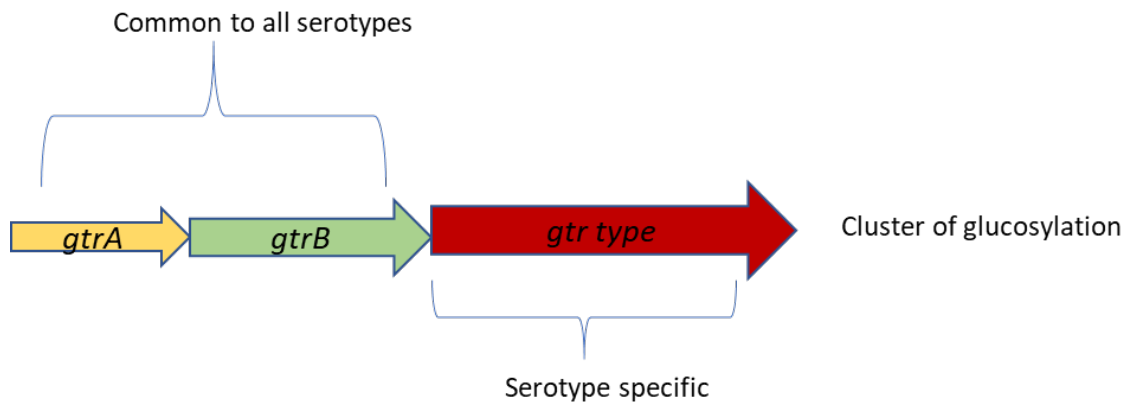 Common to all serotypes
gtrA
gtrB
gtr type
Cluster of glucosylation
Serotype specific